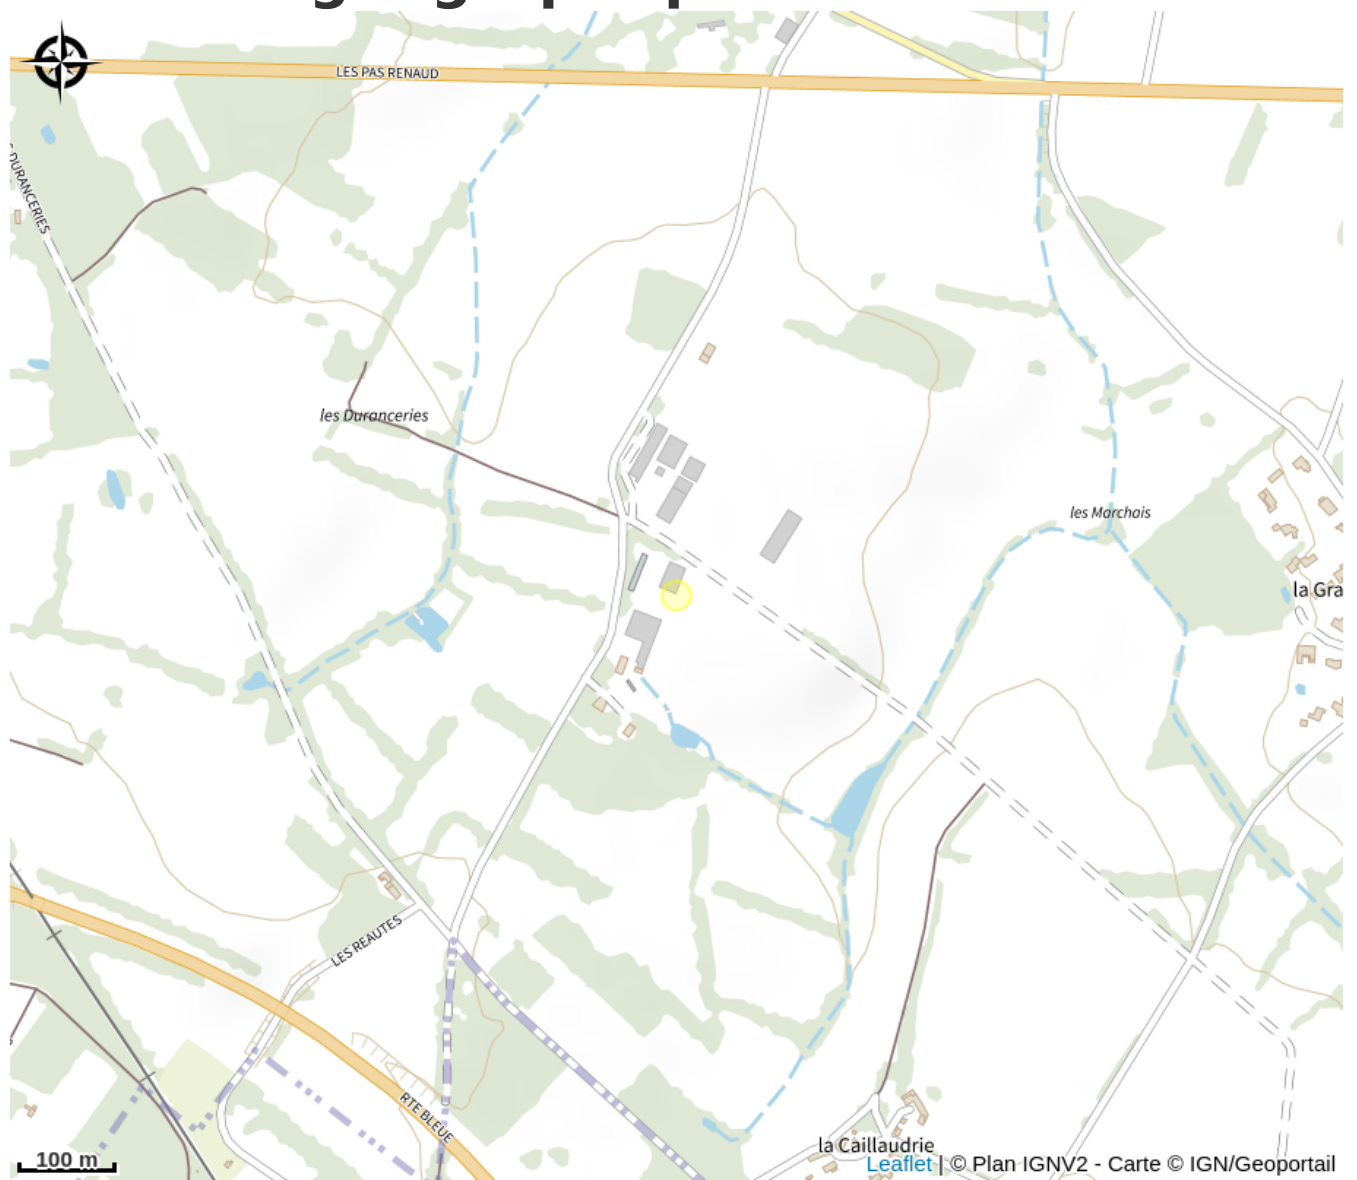 LES PAS RENAUD
DURANCERIES
les Duranceries
les Marchais
la Gra
LES REAUTES
RTE BLEUE
la Caillaudrie
100 m
Leaflet | © Plan IGNV2 - Carte © IGN/Geoportail